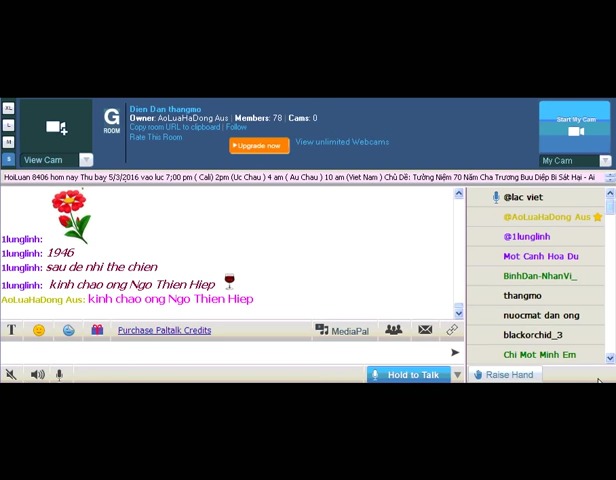 XL
L
M
S
View Cam
G
ROOM
Dien Dan thangmo
Owner: AoLuaHaDong Aus | Members: 78 | Cams: 0
Copy room URL to clipboard | Follow
Rate This Room
Upgrade now
View unlimited Webcams
Start My Cam
My Cam
HoiLuan 8406 hom nay Thu bay 5/3/2016 vao luc 7;00 pm ( Cali) 2pm (Uc Chau ) 4 am ( Au Chau ) 10 am (Viet Nam ) Chủ Đề: Tưởng Niệm 70 Năm Cha Trương Bưu Diệp Bi Sát Hại - Ai
1lunglinh:
1lunglinh: 1946
1lunglinh: sau de nhi the chien
1lunglinh: kinh chao ong Ngo Thien Hiep
AoLuaHaDong Aus: kinh chao ong Ngo Thien Hiep
@lac viet
@AoLuaHaDong Aus
@1lunglinh
Mot Canh Hoa Du
BinhDan-NhanVi_
thangmo
nuocmat dan ong
blackorchid_3
Chi Mot Minh Em
T
Purchase Paltalk Credits
MediaPal
Hold to Talk
Raise Hand